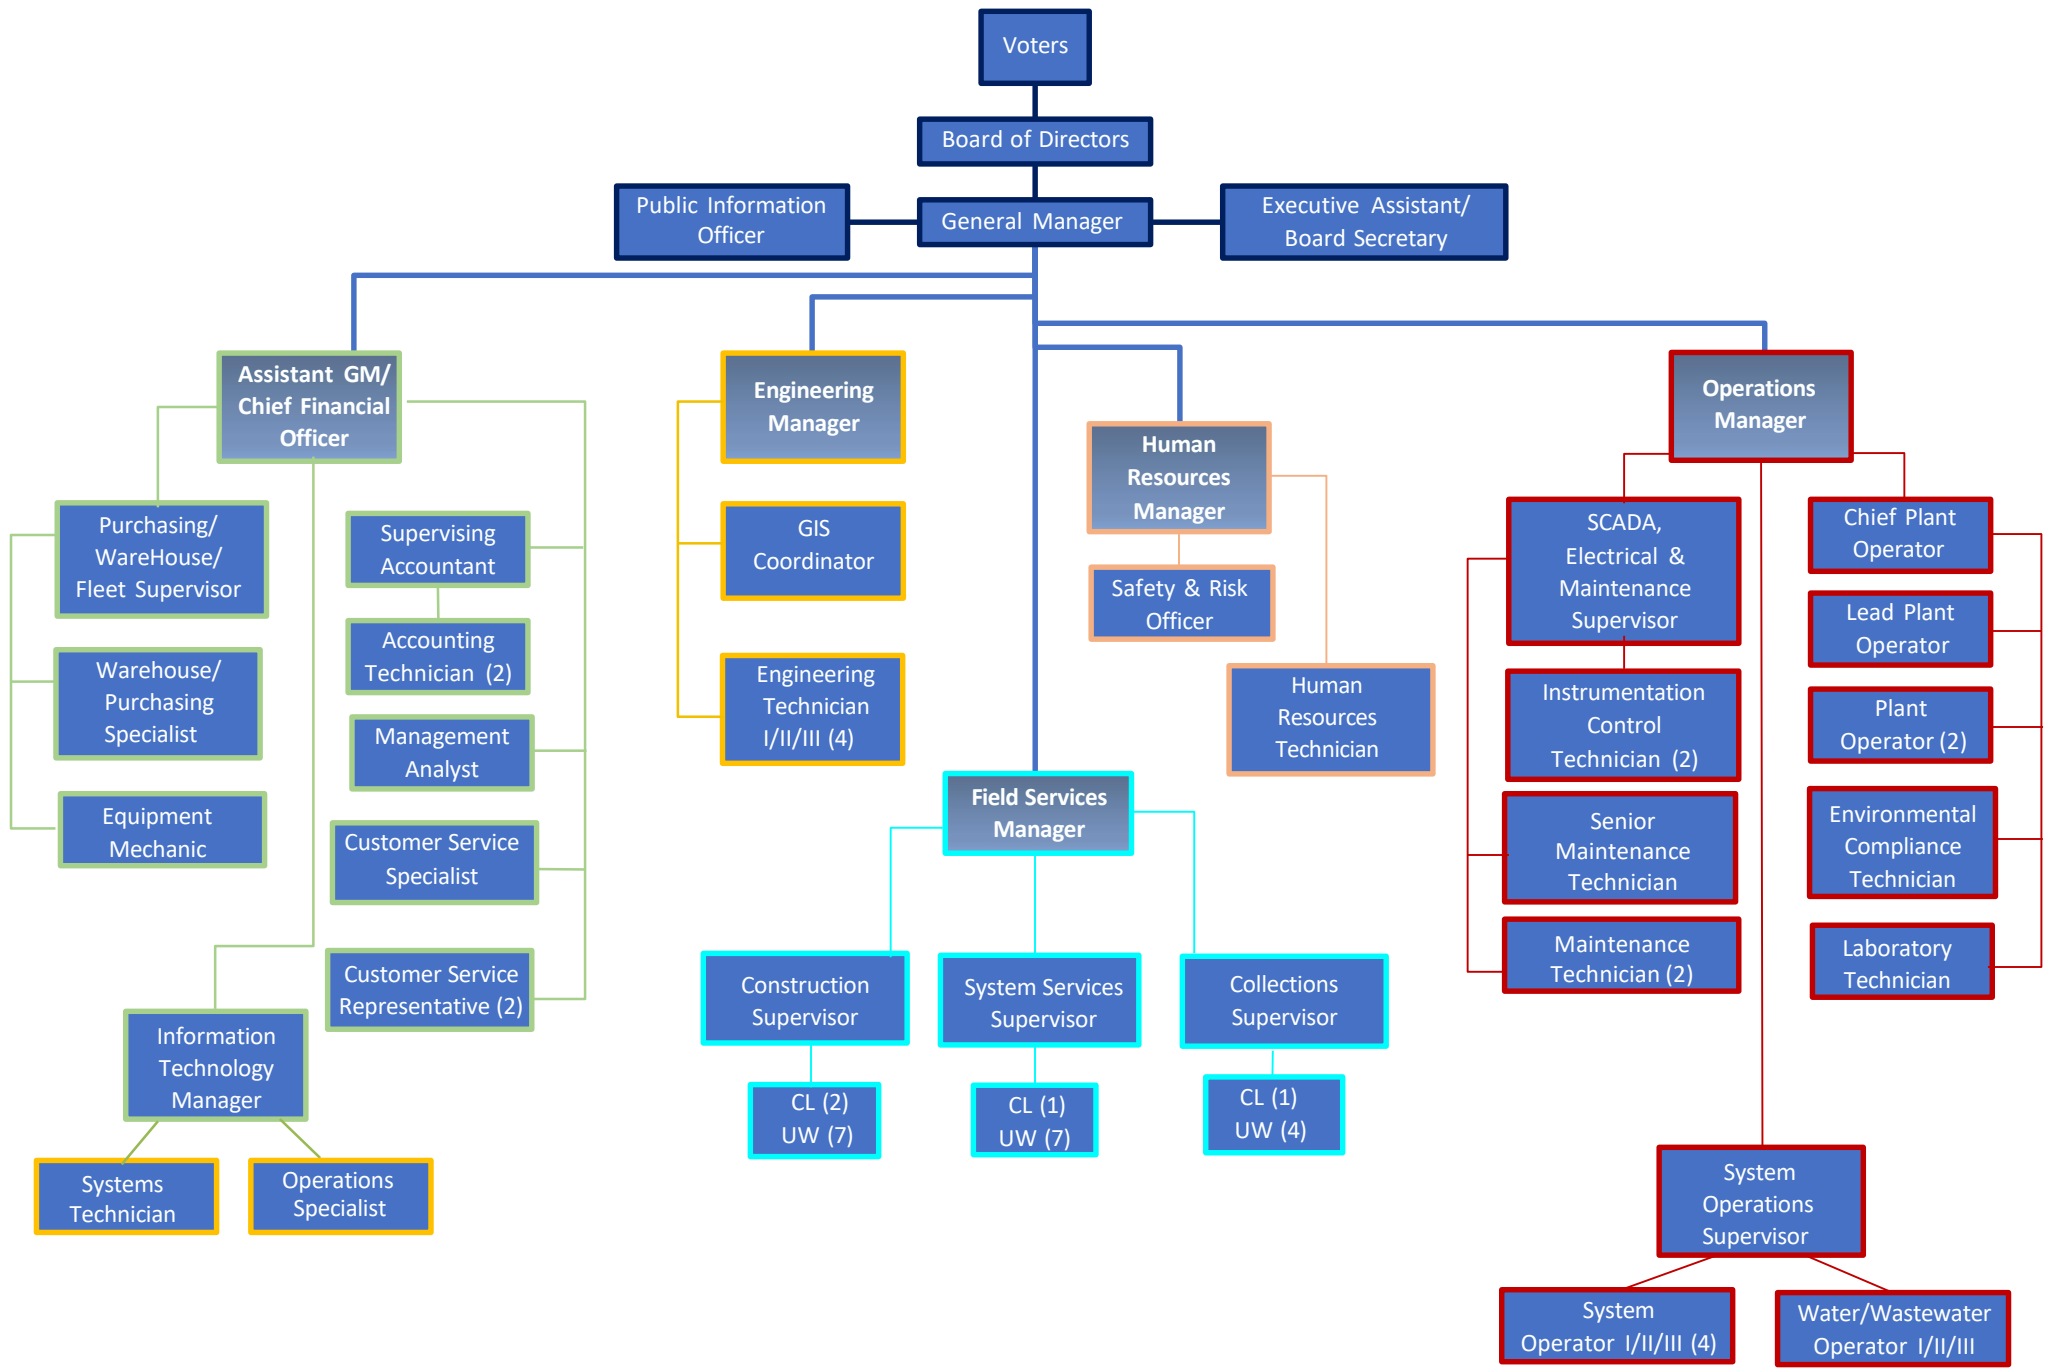 Voters
Board of Directors
Public Information
Officer
General Manager
Executive Assistant/
Board Secretary
Assistant GM/
Chief Financial
Officer
Engineering
Manager
Human
Resources
Manager
Operations
Manager
Purchasing/
WareHouse/
Fleet Supervisor
Warehouse/
Purchasing
Specialist
Equipment
Mechanic
Supervising
Accountant
Accounting
Technician (2)
Management
Analyst
Customer Service
Specialist
Customer Service
Representative (2)
Information
Technology
Manager
Systems
Technician
Operations
Specialist
GIS
Coordinator
Engineering
Technician
I/II/III (4)
Safety & Risk
Officer
Human
Resources
Technician
Field Services
Manager
Construction
Supervisor
System Services
Supervisor
Collections
Supervisor
CL (2)
UW (7)
CL (1)
UW (7)
CL (1)
UW (4)
SCADA,
Electrical &
Maintenance
Supervisor
Instrumentation
Control
Technician (2)
Senior
Maintenance
Technician
Maintenance
Technician (2)
Chief Plant
Operator
Lead Plant
Operator
Plant
Operator (2)
Environmental
Compliance
Technician
Laboratory
Technician
System
Operations
Supervisor
System
Operator I/II/III (4)
Water/Wastewater
Operator I/II/III